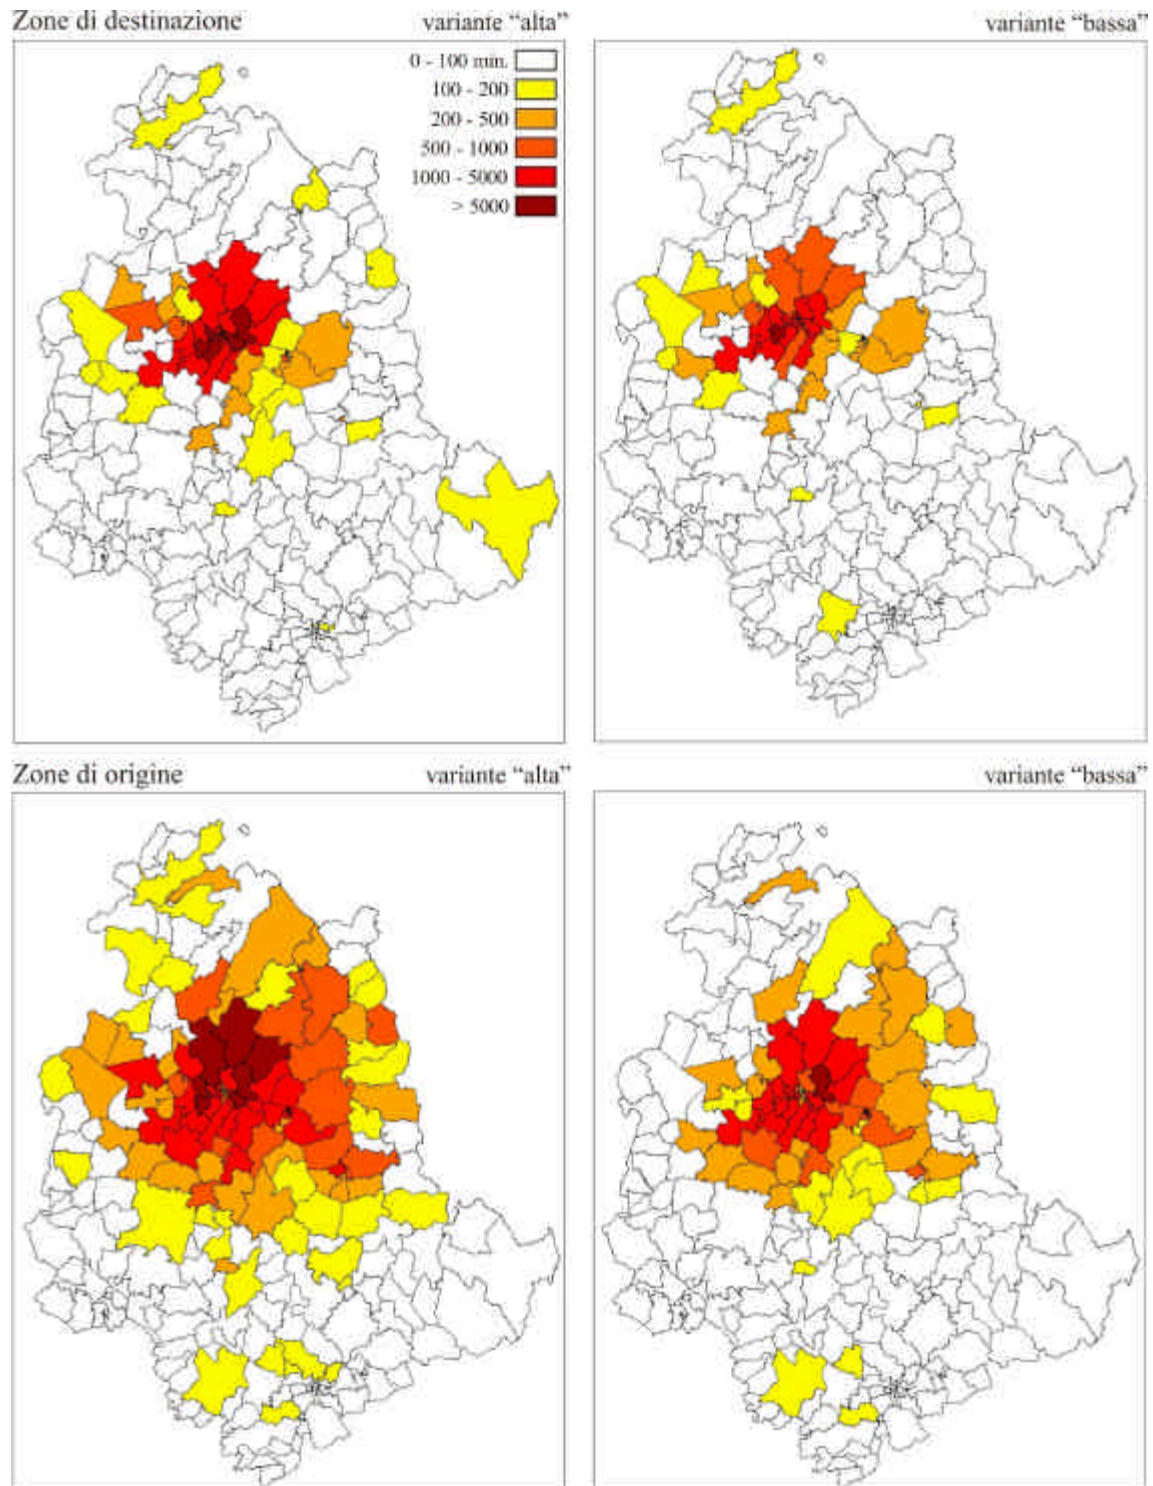 Zone di destinazione variante “alta” variante “bassa”
0 - 100 min.
100 - 200
200 - 500
500 - 1000
1000 - 5000
> 5000
Zone di origine variante “alta” variante “bassa”